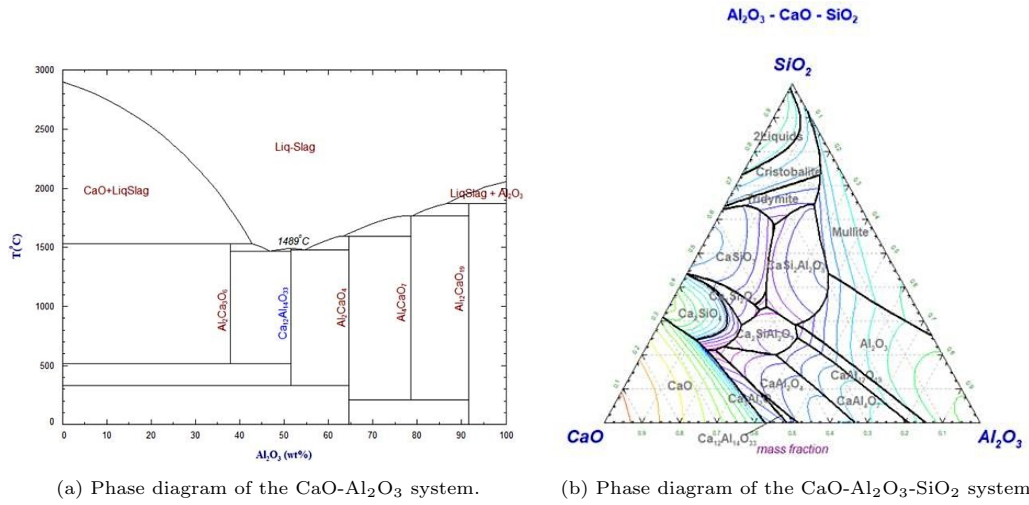 Al₂O₃ - CaO - SiO₂
SiO₂
3000
2500
2000
1500
1000
500
0
T(°C)
Liq-Slag
CaO+LiqSlag
LiqSlag + Al₂O₃
1489°C
Al₂Ca₃O₆
Ca₁₂Al₁₄O₃₃
Al₂CaO₄
Al₄CaO₇
Al₁₂CaO₁₉
0 10 20 30 40 50 60 70 80 90 100
Al₂O₃ (wt%)
2Liquids
Cristobalite
Tridymite
Mullite
CaSiO₃
CaSi₂Al₂O₈
Ca₂SiO₄
Ca₂SiAl₂O₇
Al₂O₃
CaO
CaAl₂O₄
CaAl₄O₇
Ca₁₂Al₁₄O₃₃
CaO
Al₂O₃
mass fraction
(a) Phase diagram of the CaO-Al₂O₃ system.
(b) Phase diagram of the CaO-Al₂O₃-SiO₂ system